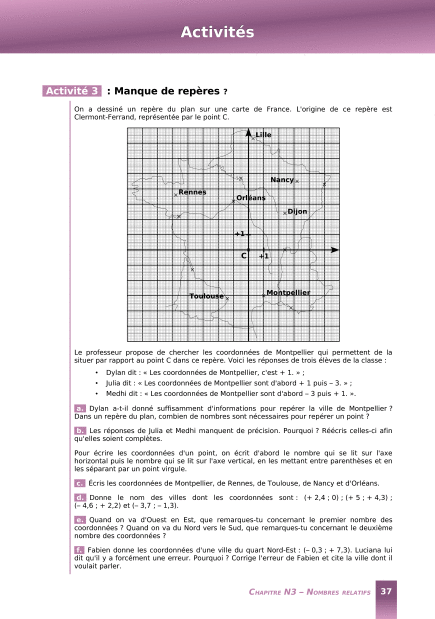 Activités
Activité 3 : Manque de repères ?
On a dessiné un repère du plan sur une carte de France. L'origine de ce repère est
Clermont-Ferrand, représentée par le point C.
Lille
Nancy
Rennes
Orléans
Dijon
+1
C +1
Toulouse
Montpellier
Le professeur propose de chercher les coordonnées de Montpellier qui permettent de la
situer par rapport au point C dans ce repère. Voici les réponses de trois élèves de la classe :
• Dylan dit : « Les coordonnées de Montpellier, c'est + 1. » ;
• Julia dit : « Les coordonnées de Montpellier sont d'abord + 1 puis – 3. » ;
• Medhi dit : « Les coordonnées de Montpellier sont d'abord – 3 puis + 1. ».
a. Dylan a-t-il donné suffisamment d'informations pour repérer la ville de Montpellier ?
Dans un repère du plan, combien de nombres sont nécessaires pour repérer un point ?
b. Les réponses de Julia et Medhi manquent de précision. Pourquoi ? Réécris celles-ci afin
qu'elles soient complètes.
Pour écrire les coordonnées d'un point, on écrit d'abord le nombre qui se lit sur l'axe
horizontal puis le nombre qui se lit sur l'axe vertical, en les mettant entre parenthèses et en
les séparant par un point virgule.
c. Écris les coordonnées de Montpellier, de Rennes, de Toulouse, de Nancy et d'Orléans.
d. Donne le nom des villes dont les coordonnées sont : (+ 2,4 ; 0) ; (+ 5 ; + 4,3) ;
(– 4,6 ; + 2,2) et (– 3,7 ; – 1,3).
e. Quand on va d'Ouest en Est, que remarques-tu concernant le premier nombre des
coordonnées ? Quand on va du Nord vers le Sud, que remarques-tu concernant le deuxième
nombre des coordonnées ?
f. Fabien donne les coordonnées d'une ville du quart Nord-Est : (– 0,3 ; + 7,3). Luciana lui
dit qu'il y a forcément une erreur. Pourquoi ? Corrige l'erreur de Fabien et cite la ville dont il
voulait parler.
CHAPITRE N3 – NOMBRES RELATIFS 37